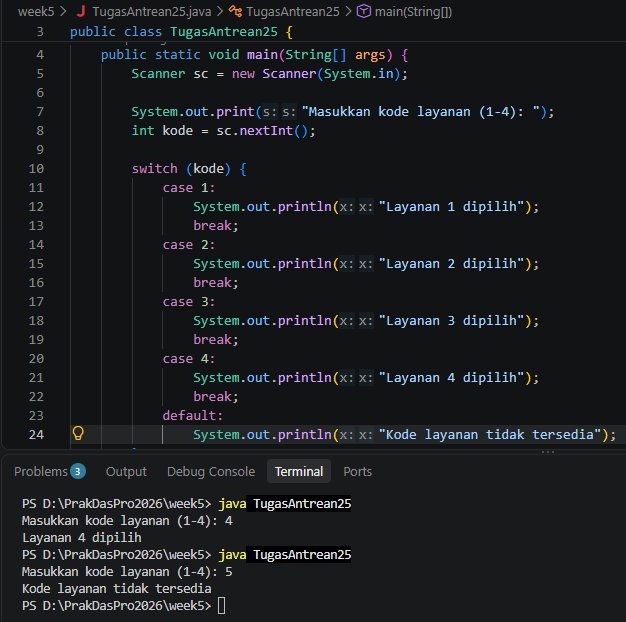 week5 > J TugasAntrean25.java > TugasAntrean25 > main(String[])
3 public class TugasAntrean25 {
4 public static void main(String[] args) {
5 Scanner sc = new Scanner(System.in);
6
7 System.out.print(s: s: "Masukkan kode layanan (1-4): ");
8 int kode = sc.nextInt();
9
10 switch (kode) {
11 case 1:
12 System.out.println(x: x: "Layanan 1 dipilih");
13 break;
14 case 2:
15 System.out.println(x: x: "Layanan 2 dipilih");
16 break;
17 case 3:
18 System.out.println(x: x: "Layanan 3 dipilih");
19 break;
20 case 4:
21 System.out.println(x: x: "Layanan 4 dipilih");
22 break;
23 default:
24 System.out.println(x: x: "Kode layanan tidak tersedia");
Problems 3 Output Debug Console Terminal Ports
PS D:\PrakDasPro2026\week5> java TugasAntrean25
Masukkan kode layanan (1-4): 4
Layanan 4 dipilih
PS D:\PrakDasPro2026\week5> java TugasAntrean25
Masukkan kode layanan (1-4): 5
Kode layanan tidak tersedia
PS D:\PrakDasPro2026\week5>